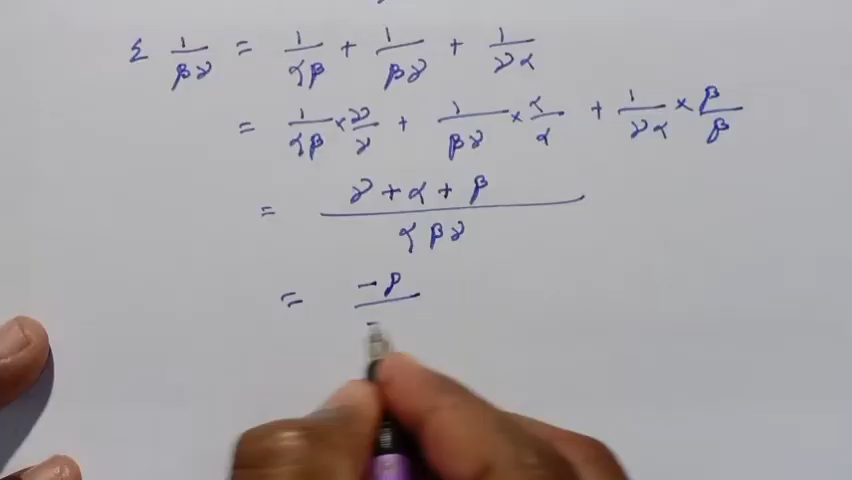 Σ 1/βγ = 1/αβ + 1/βγ + 1/γα
= 1/αβ × γ/γ + 1/βγ × α/α + 1/γα × β/β
= γ + α + β / αβγ
= -p / -